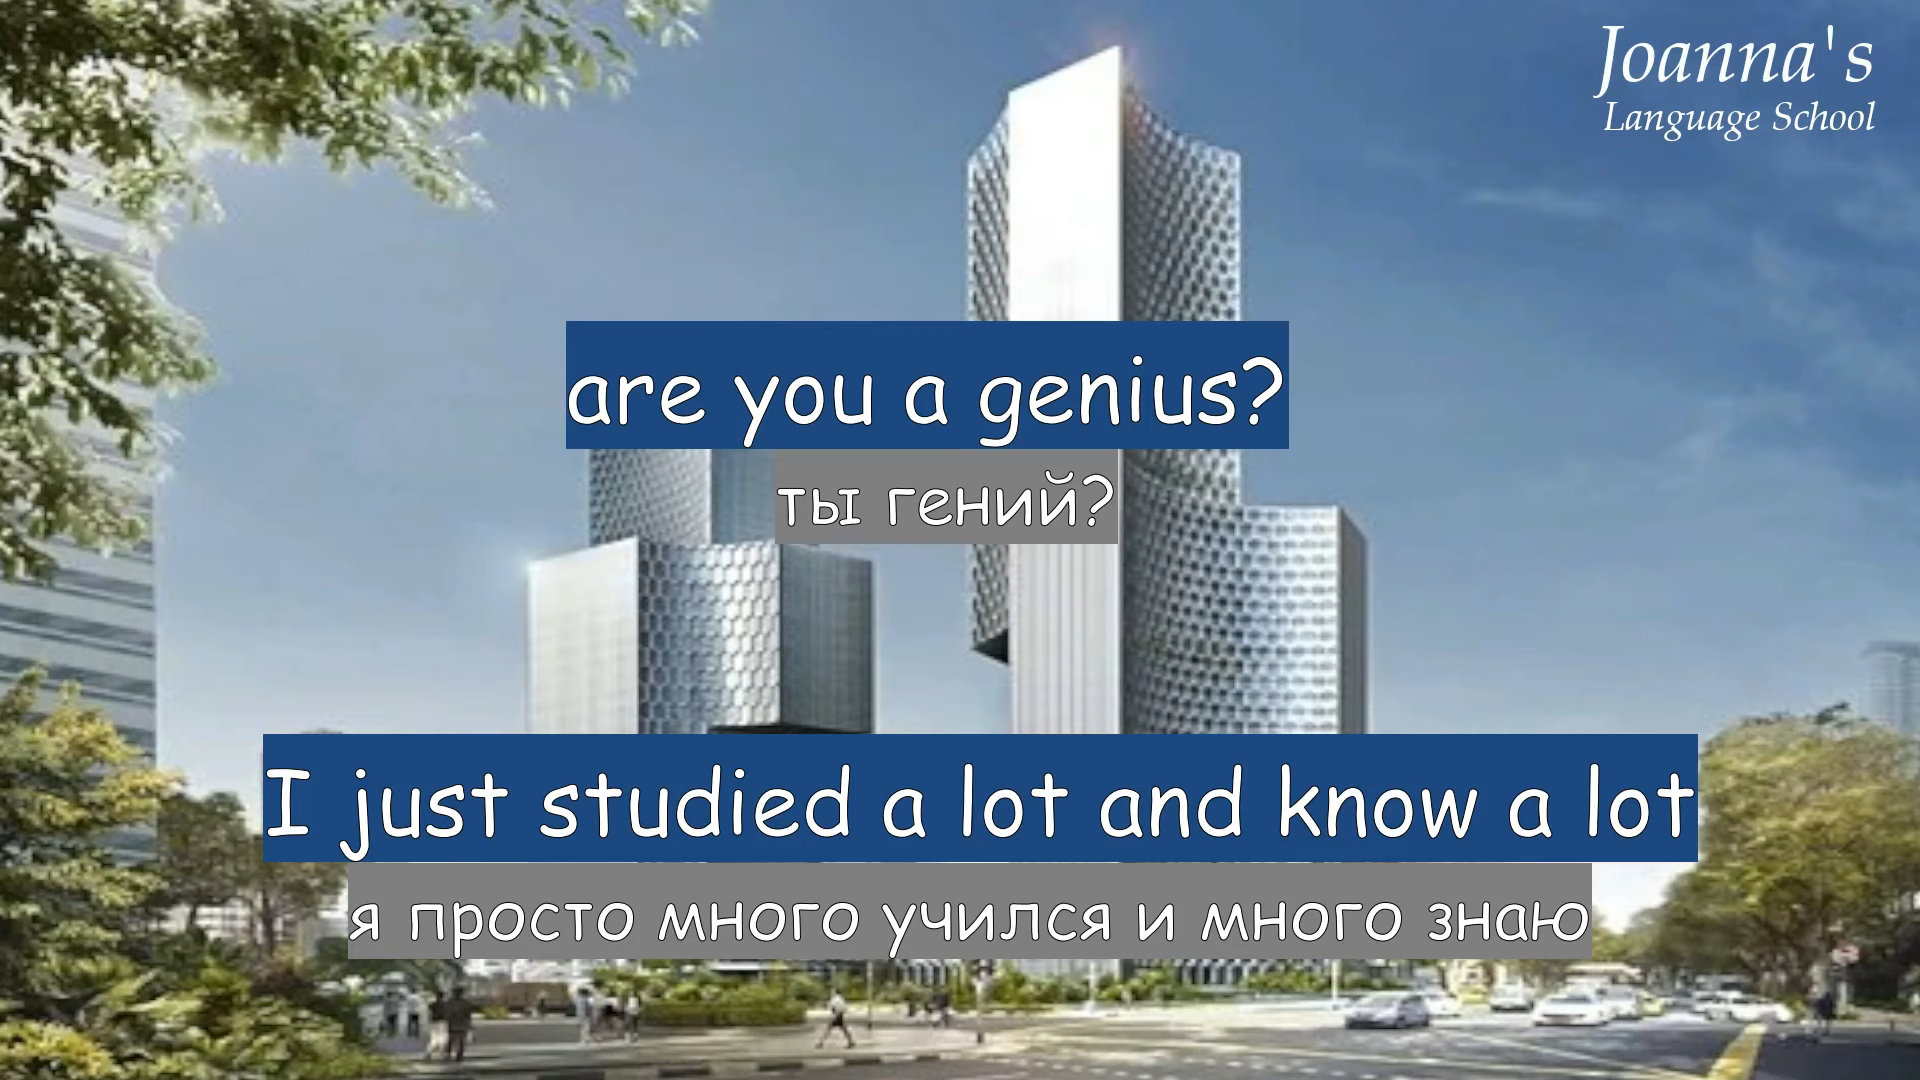 Joanna's
Language School
are you a genius?
ты гений?
I just studied a lot and know a lot
я просто много учился и много знаю